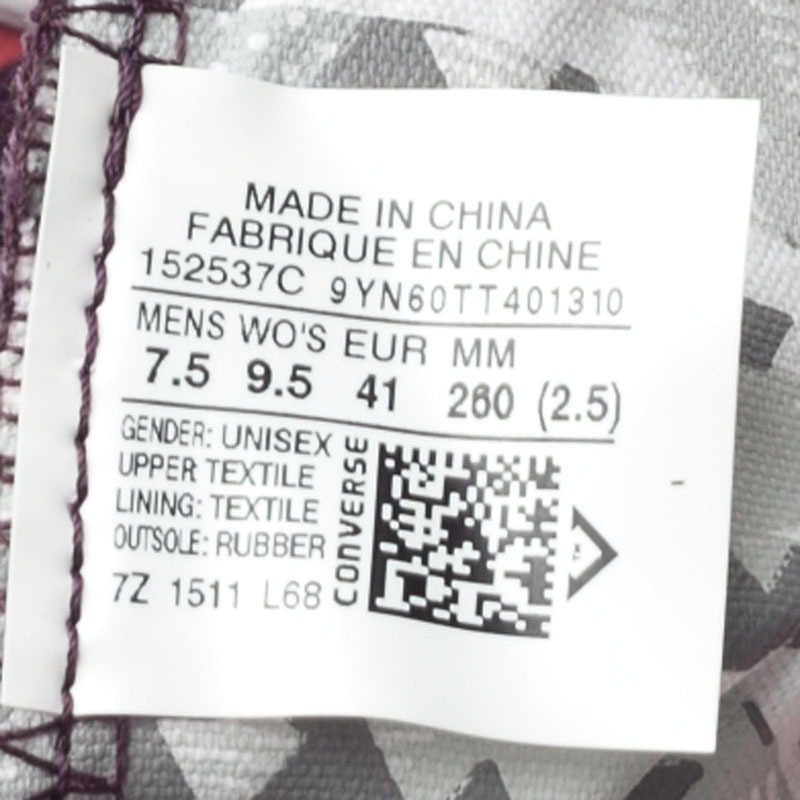 MADE IN CHINA
FABRIQUE EN CHINE
152537C 9YN60TT401310
MENS WO'S EUR MM
7.5 9.5 41 260 (2.5)
GENDER: UNISEX
UPPER TEXTILE
LINING: TEXTILE
OUTSOLE: RUBBER
7Z 1511 L68
CONVERSE